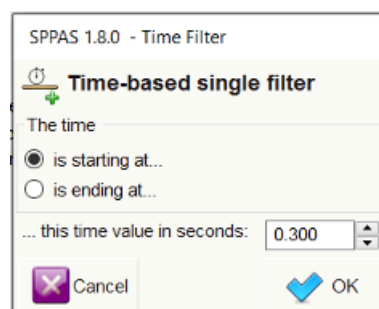 SPPAS 1.8.0 - Time Filter
Time-based single filter
The time
is starting at...
is ending at...
... this time value in seconds: 0.300
Cancel OK